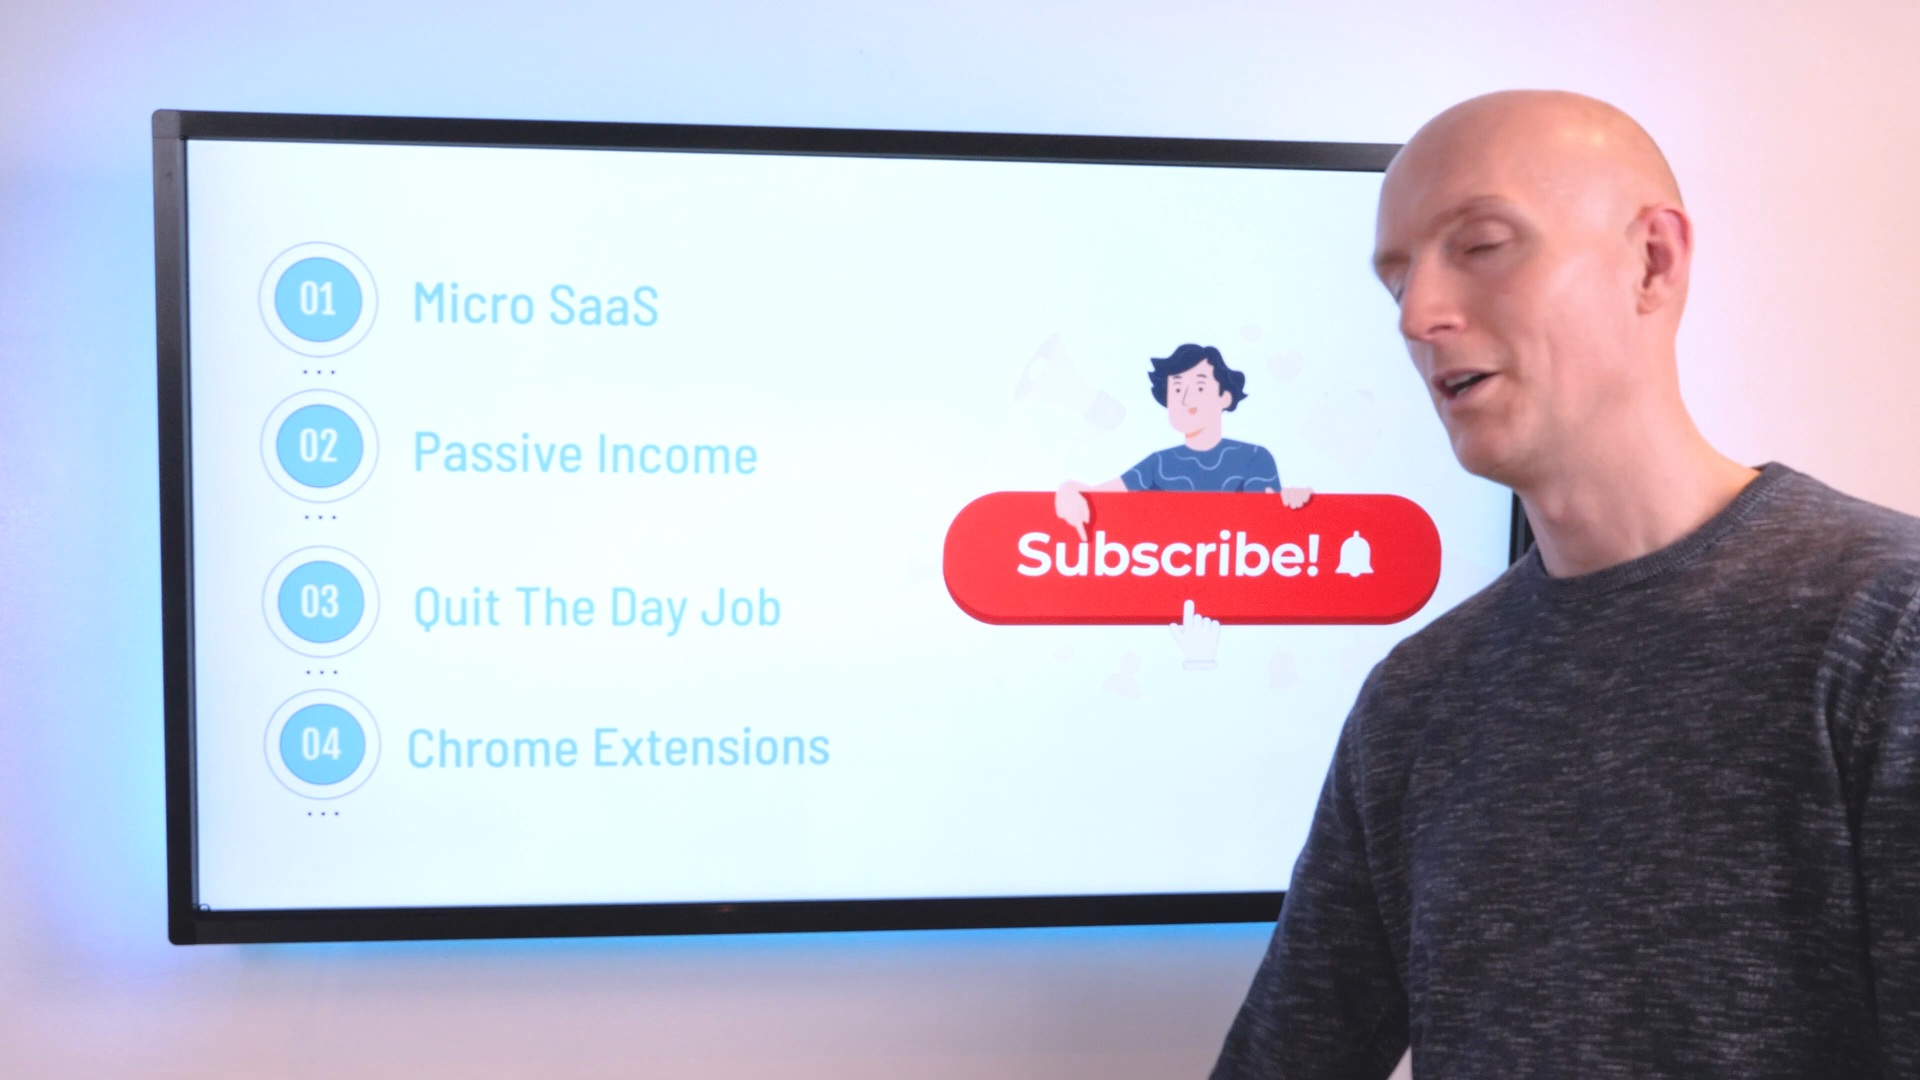 01 Micro SaaS
02 Passive Income
03 Quit The Day Job
04 Chrome Extensions
Subscribe!